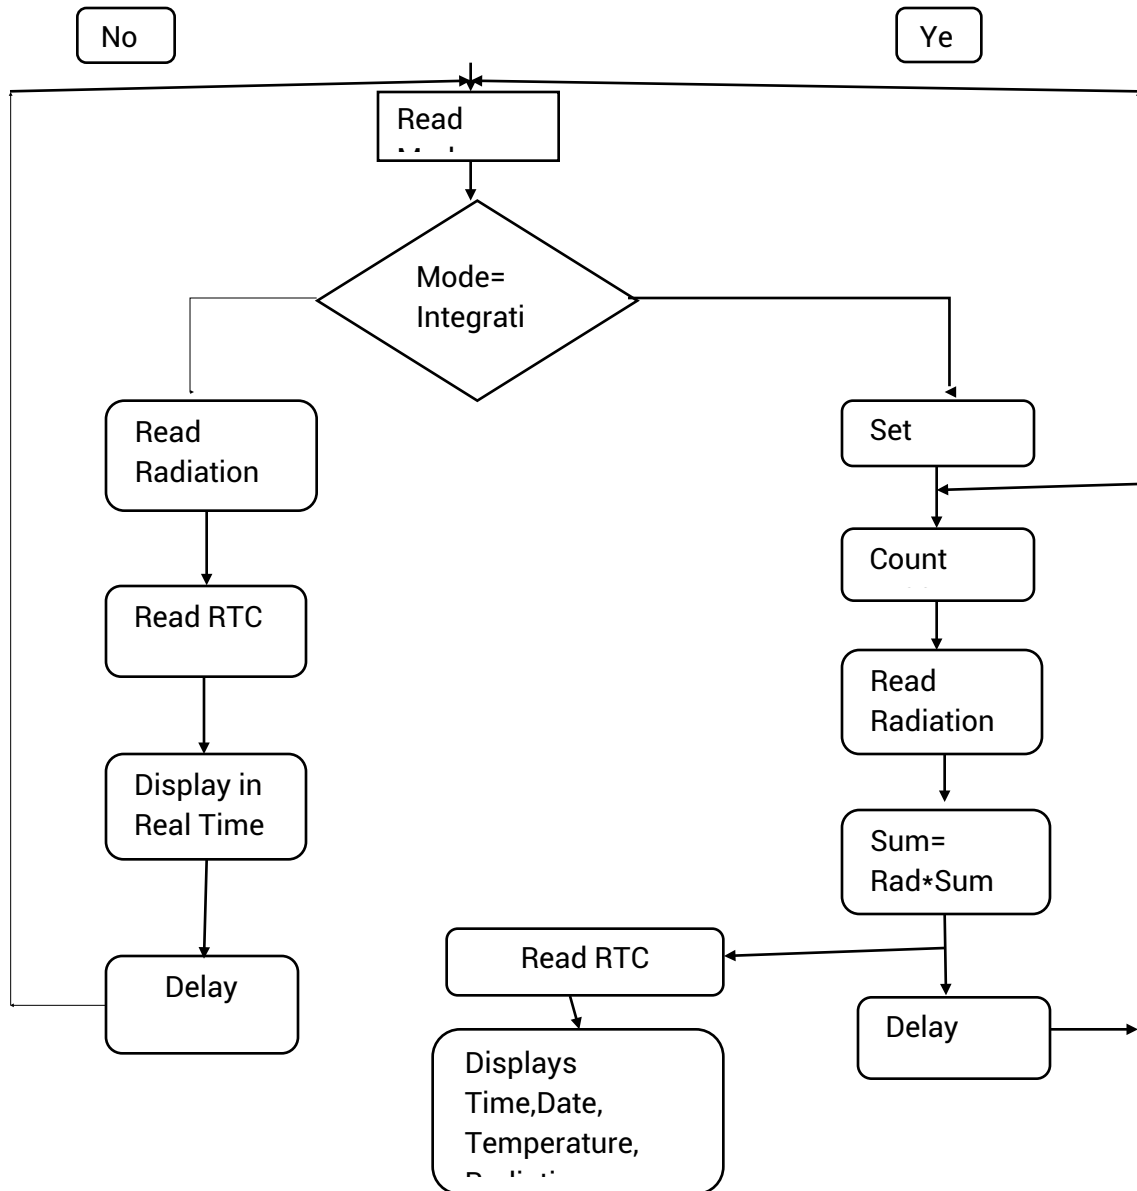 No
Ye
Read
Mode=
Integrati
Read
Radiation
Read RTC
Display in
Real Time
Delay
Set
Count
Read
Radiation
Sum=
Rad*Sum
Read RTC
Delay
Displays
Time,Date,
Temperature,